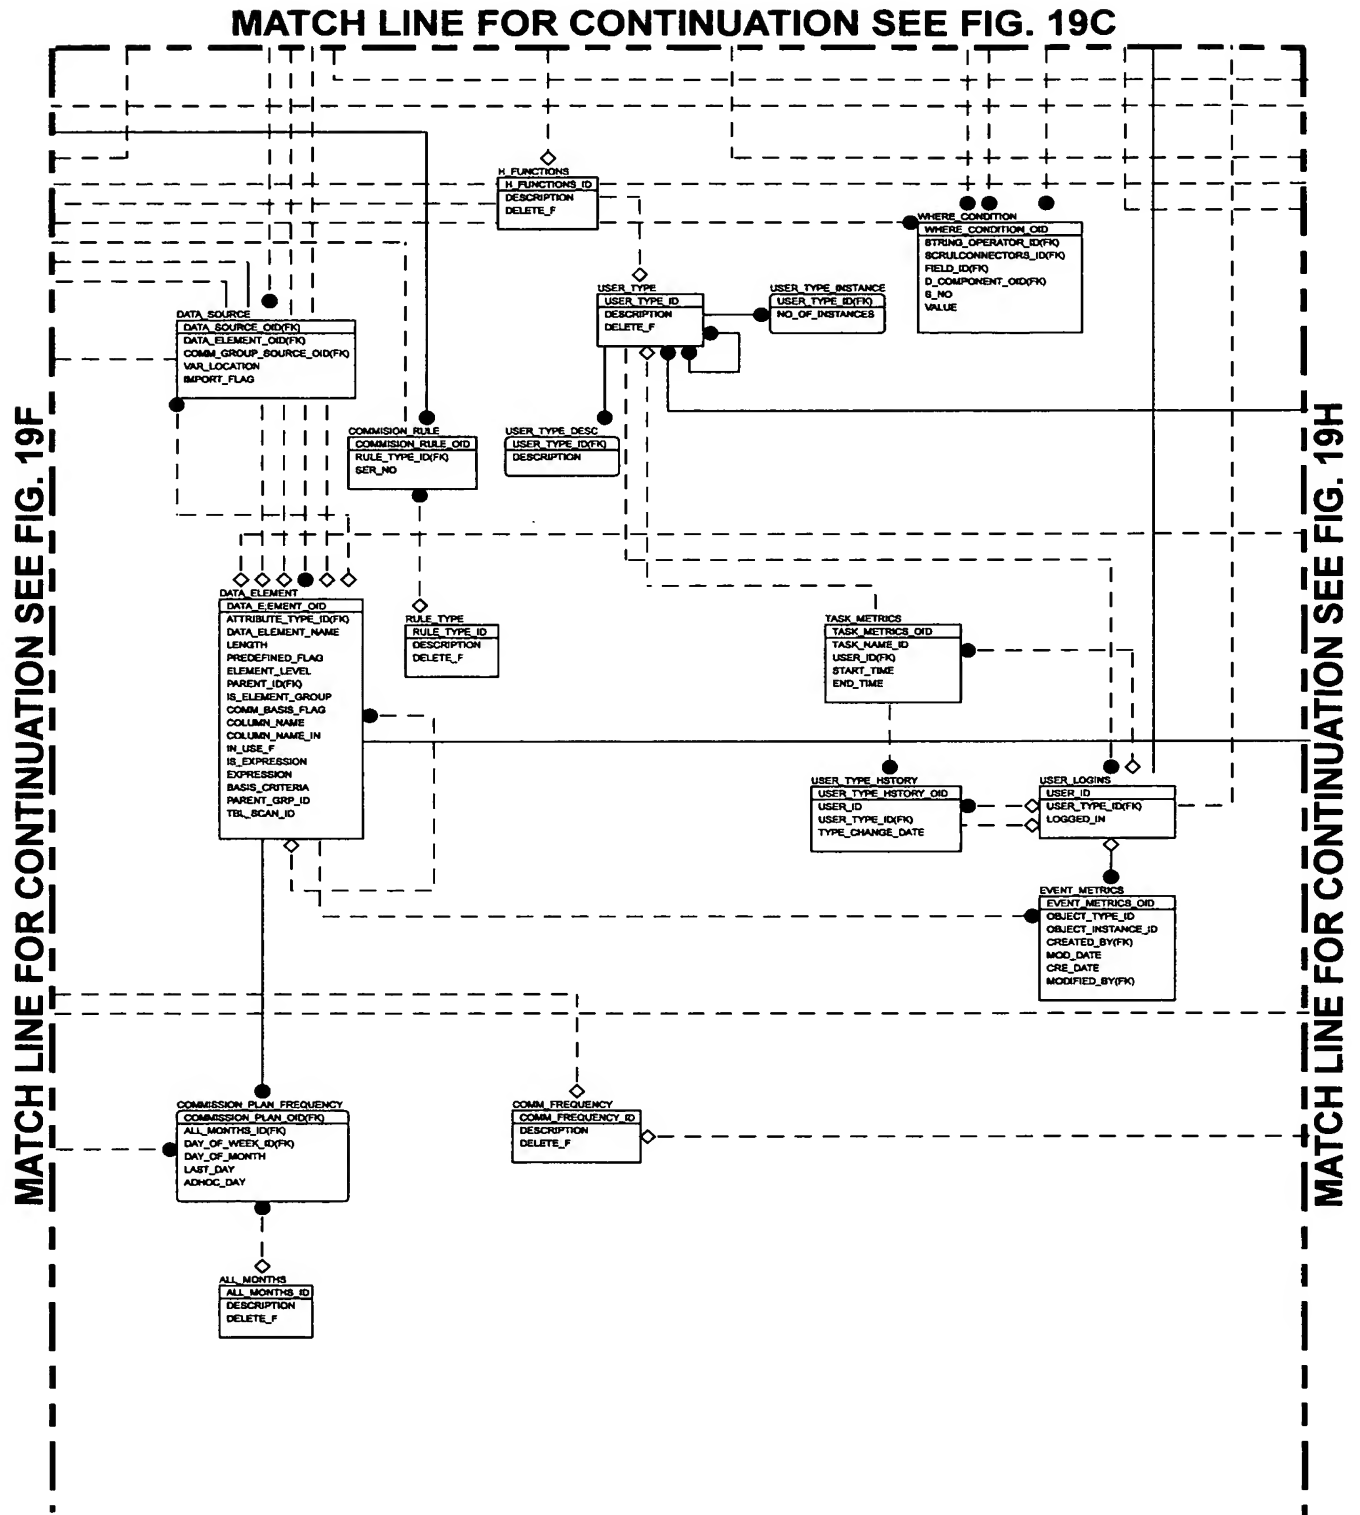 MATCH LINE FOR CONTINUATION SEE FIG. 19C
MATCH LINE FOR CONTINUATION SEE FIG. 19F
MATCH LINE FOR CONTINUATION SEE FIG. 19H
H_FUNCTIONS
H_FUNCTIONS_ID
DESCRIPTION
DELETE_F
WHERE_CONDITION
WHERE_CONDITION_OID
STRING_OPERATOR_ID(FK)
SCRULCONNECTORS_ID(FK)
FIELD_ID(FK)
D_COMPONENT_OID(FK)
S_NO
VALUE
USER_TYPE
USER_TYPE_ID
DESCRIPTION
DELETE_F
USER_TYPE_INSTANCE
USER_TYPE_ID(FK)
NO_OF_INSTANCES
DATA_SOURCE
DATA_SOURCE_OID(FK)
DATA_ELEMENT_OID(FK)
COMM_GROUP_SOURCE_OID(FK)
VAR_LOCATION
IMPORT_FLAG
COMMISION_RULE
COMMISION_RULE_OID
RULE_TYPE_ID(FK)
SER_NO
USER_TYPE_DESC
USER_TYPE_ID(FK)
DESCRIPTION
DATA_ELEMENT
DATA_E;EMENT_OID
ATTRIBUTE_TYPE_ID(FK)
DATA_ELEMENT_NAME
LENGTH
PREDEFINED_FLAG
ELEMENT_LEVEL
PARENT_ID(FK)
IS_ELEMENT_GROUP
COMM_BASIS_FLAG
COLUMN_NAME
COLUMN_NAME_IN
IN_USE_F
IS_EXPRESSION
EXPRESSION
BASIS_CRITERIA
PARENT_GRP_ID
TBL_SCAN_ID
RULE_TYPE
RULE_TYPE_ID
DESCRIPTION
DELETE_F
TASK_METRICS
TASK_METRICS_OID
TASK_NAME_ID
USER_ID(FK)
START_TIME
END_TIME
USER_TYPE_HSTORY
USER_TYPE_HSTORY_OID
USER_ID
USER_TYPE_ID(FK)
TYPE_CHANGE_DATE
USER_LOGINS
USER_ID
USER_TYPE_ID(FK)
LOGGED_IN
EVENT_METRICS
EVENT_METRICS_OID
OBJECT_TYPE_ID
OBJECT_INSTANCE_ID
CREATED_BY(FK)
MOD_DATE
CRE_DATE
MODIFIED_BY(FK)
COMMISSION_PLAN_FREQUENCY
COMMISSION_PLAN_OID(FK)
ALL_MONTHS_ID(FK)
DAY_OF_WEEK_ID(FK)
DAY_OF_MONTH
LAST_DAY
ADHOC_DAY
COMM_FREQUENCY
COMM_FREQUENCY_ID
DESCRIPTION
DELETE_F
ALL_MONTHS
ALL_MONTHS_ID
DESCRIPTION
DELETE_F